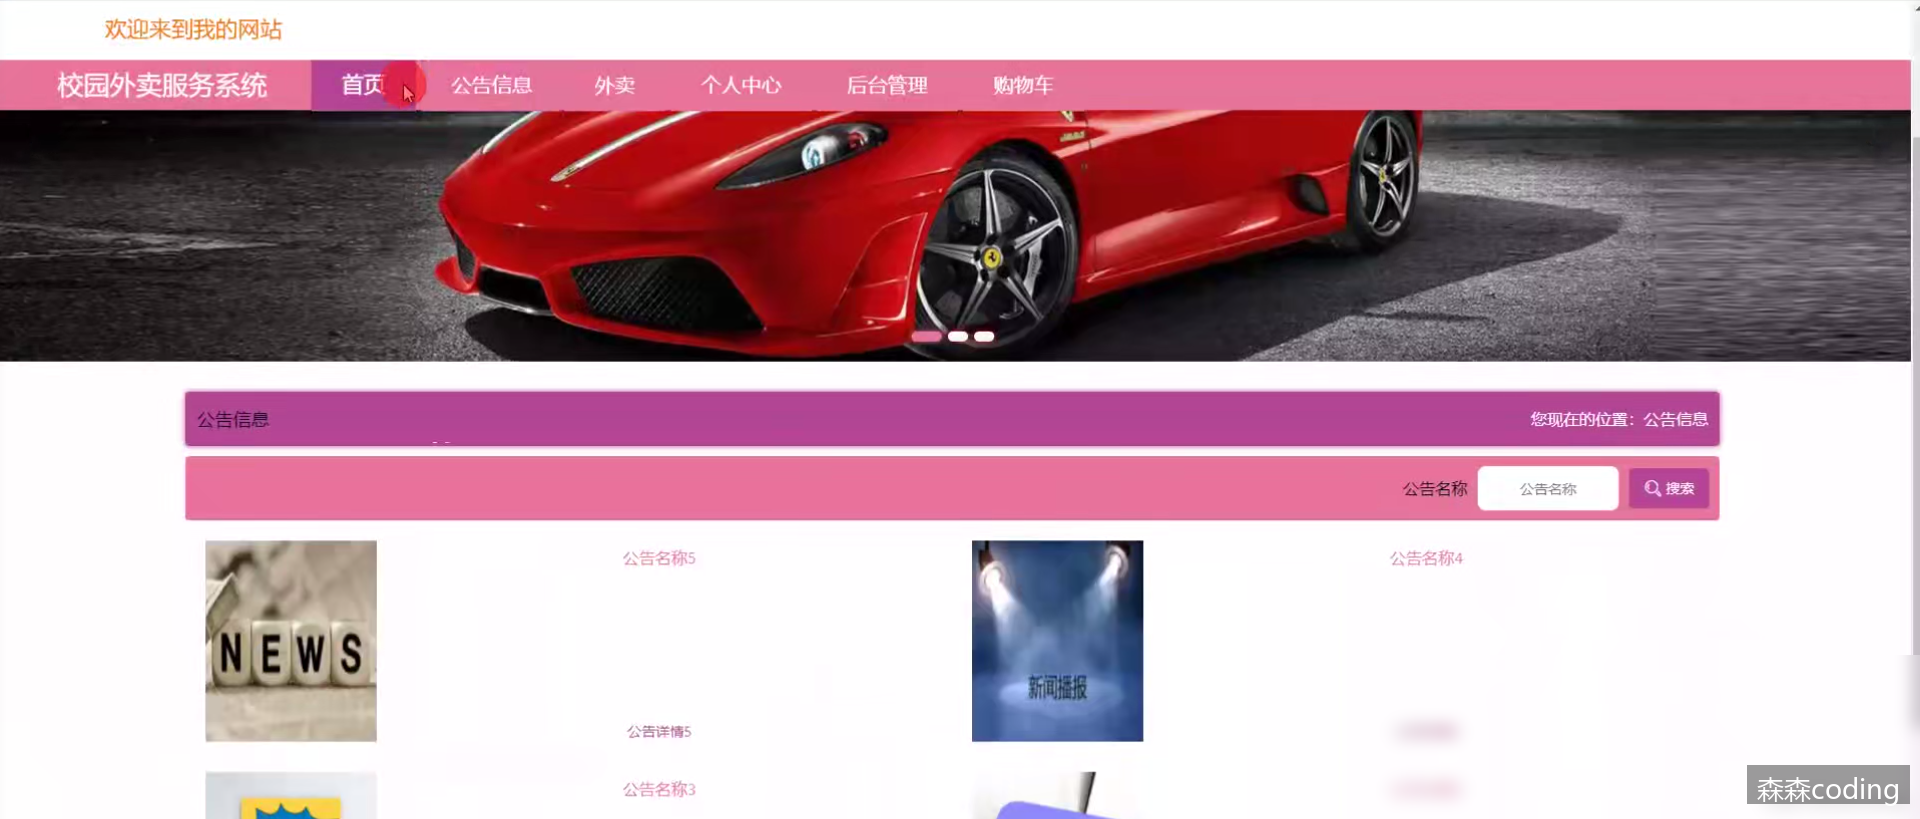 欢迎来到我的网站
校园外卖服务系统 首页 公告信息 外卖 个人中心 后台管理 购物车
公告信息 您现在的位置：公告信息
公告名称 公告名称 搜索
公告名称5 公告名称4
NEWS
新闻播报
公告详情5
公告名称3
森森coding